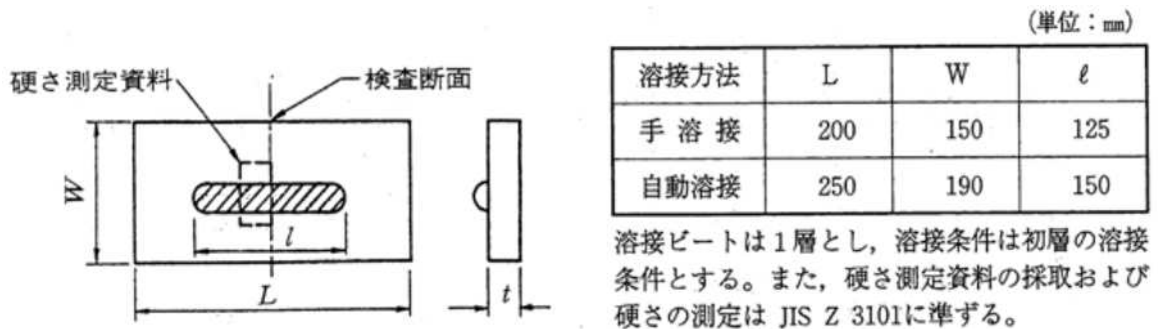 (単位:㎜)
硬さ測定資料
検査断面
W
l
L
t
溶接方法 L W ℓ
手溶接 200 150 125
自動溶接 250 190 150
溶接ビートは1層とし,溶接条件は初層の溶接
条件とする。また,硬さ測定資料の採取および
硬さの測定は JIS Z 3101に準ずる。